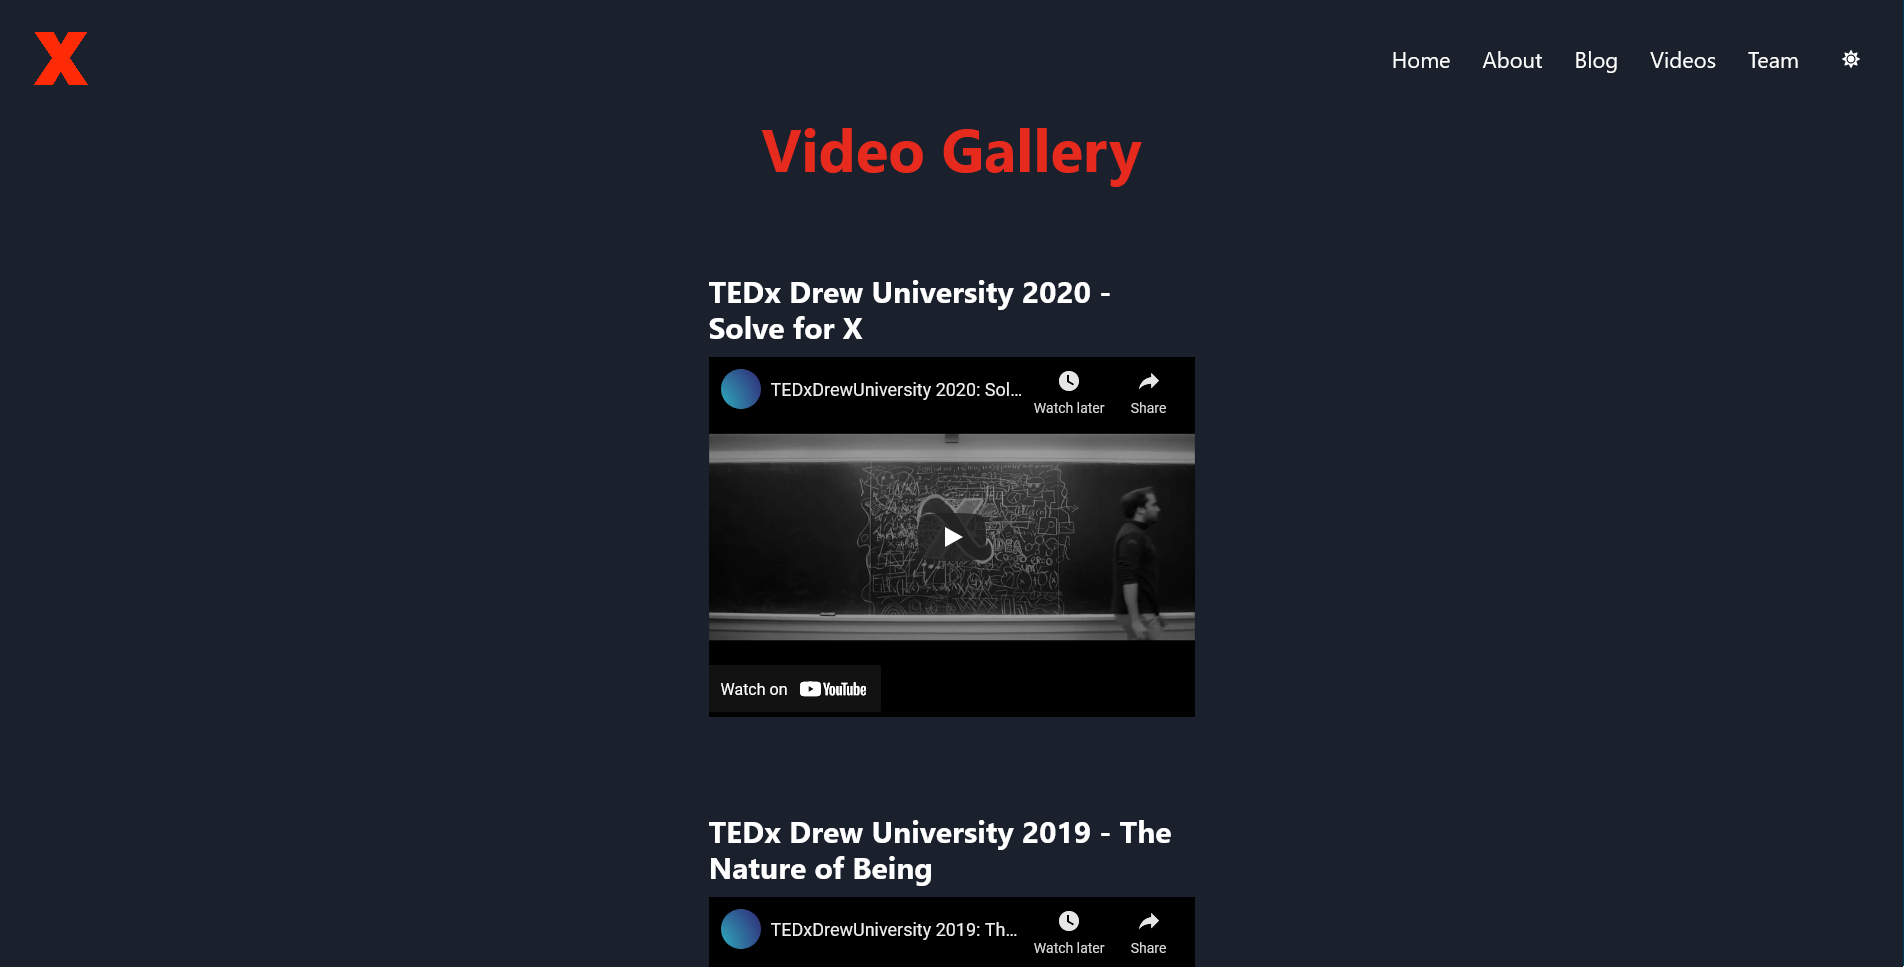 X
Home About Blog Videos Team
Video Gallery
TEDx Drew University 2020 -
Solve for X
TEDxDrewUniversity 2020: Sol...
Watch later
Share
IDEA
Watch on YouTube
TEDx Drew University 2019 - The
Nature of Being
TEDxDrewUniversity 2019: Th...
Watch later
Share